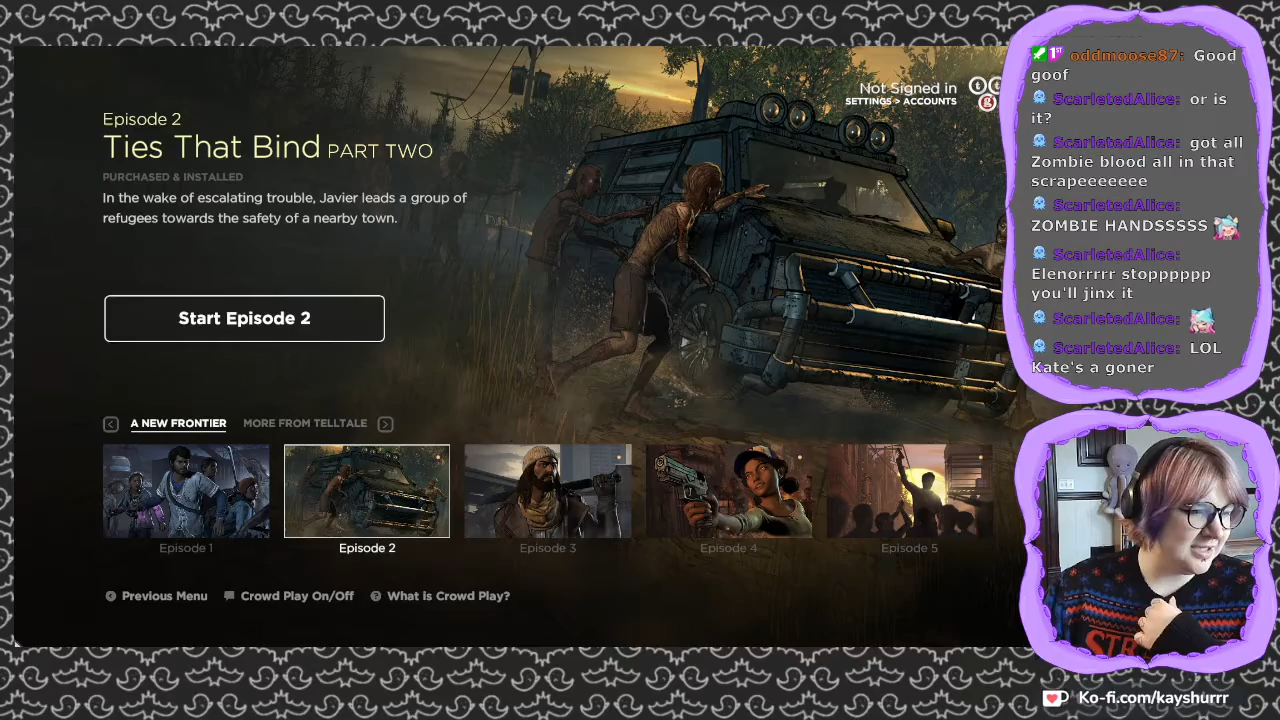 Episode 2
Ties That Bind PART TWO
PURCHASED & INSTALLED
In the wake of escalating trouble, Javier leads a group of
refugees towards the safety of a nearby town.
Not Signed in
SETTINGS > ACCOUNTS
Start Episode 2
A NEW FRONTIER
MORE FROM TELLTALE
Episode 1
Episode 2
Episode 3
Episode 4
Episode 5
Previous Menu
Crowd Play On/Off
What is Crowd Play?
oddmoose87: Good
goof
ScarletedAlice: or is
it?
ScarletedAlice: got all
Zombie blood all in that
scrapeeeeeee
ScarletedAlice:
ZOMBIE HANDSSSSS
ScarletedAlice:
Elenorrrrr stopppppp
you'll jinx it
ScarletedAlice:
ScarletedAlice: LOL
Kate's a goner
STR
Ko-fi.com/kayshurrr